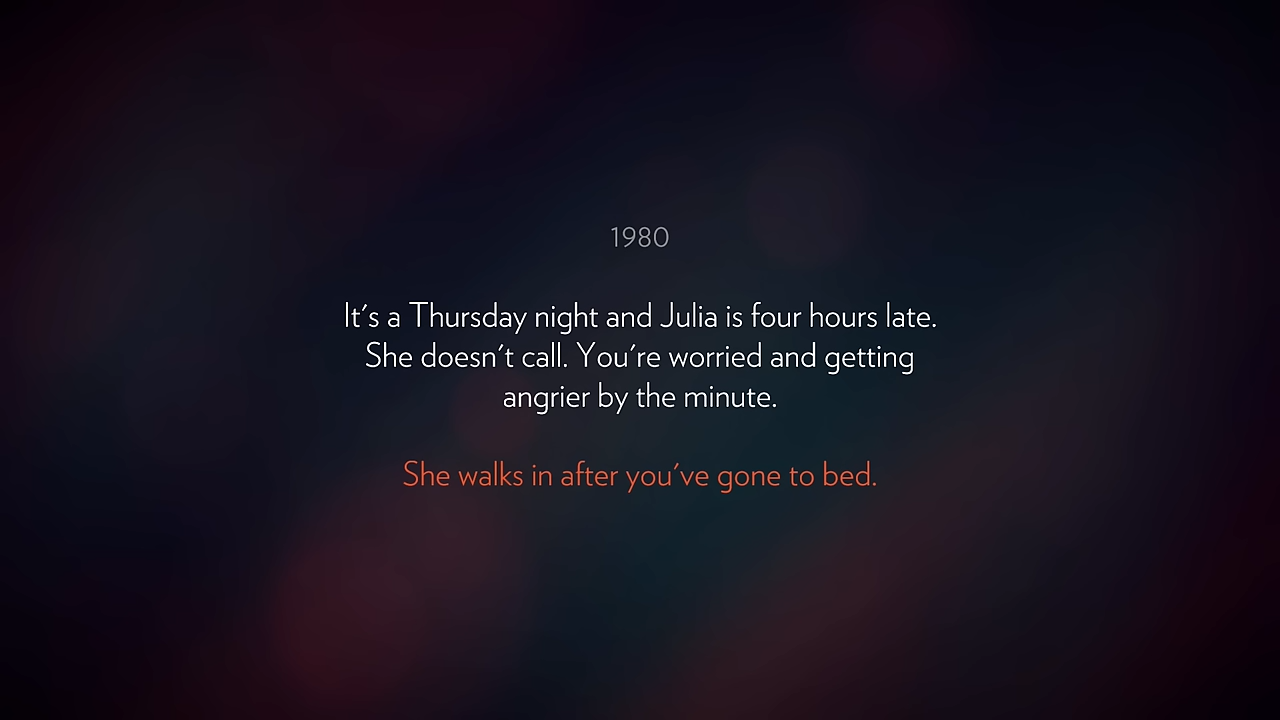 1980
It's a Thursday night and Julia is four hours late.
She doesn't call. You're worried and getting
angrier by the minute.
She walks in after you've gone to bed.